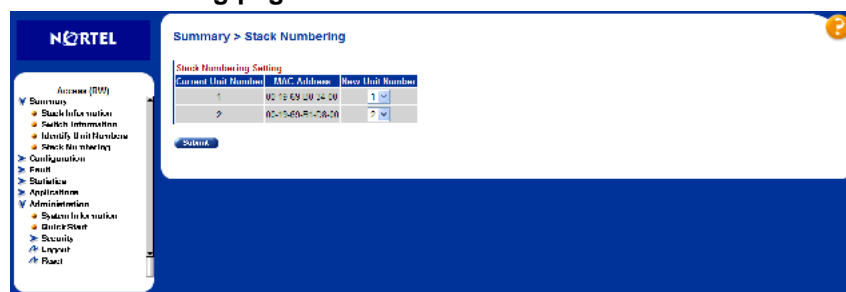 NORTEL
Summary > Stack Numbering
?
Stack Numbering Setting
Current Unit Number MAC Address New Unit Number
1 1
2 2
Submit
Access (RW)
Summary
Stack Information
Switch Information
Identify Unit Numbers
Stack Numbering
Configuration
Fault
Statistics
Applications
Administration
System Information
Quick Start
Security
Logout
Reset